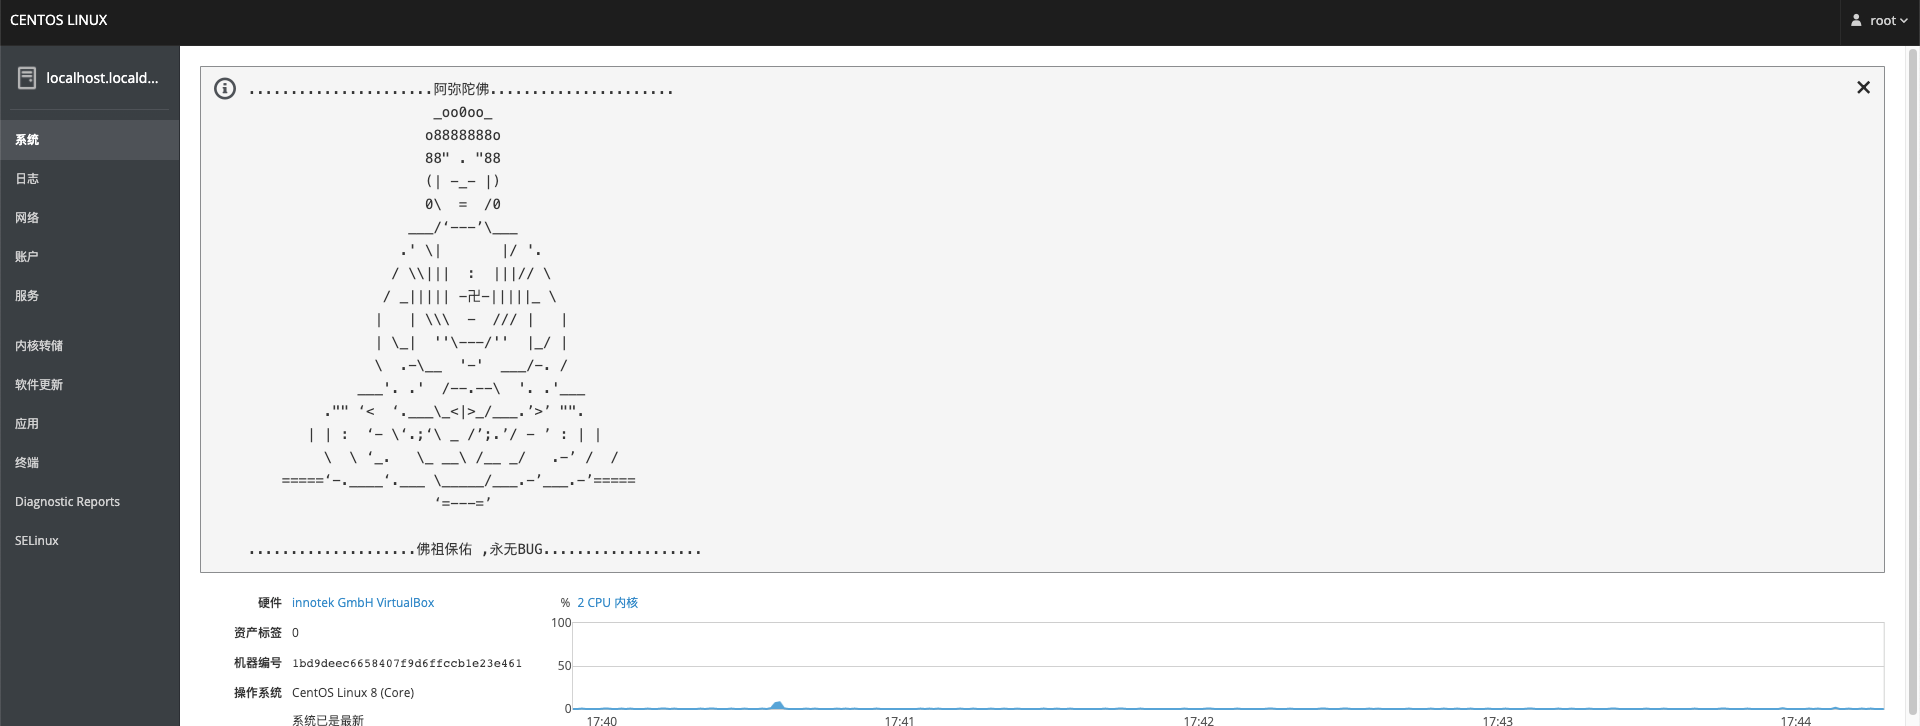 CENTOS LINUX
root
localhost.locald...
系统
日志
网络
账户
服务
内核转储
软件更新
应用
终端
Diagnostic Reports
SELinux
......................阿弥陀佛......................
_oo0oo_
o8888888o
88" . "88
(| -_- |)
0\  =  /0
___/‘---’\___
.' \|       |/ '.
/ \\|||  :  |||// \
/ _||||| -卍-|||||_ \
|   | \\\  -  /// |   |
| \_|  ''\---/''  |_/ |
\  .-\__  '-'  ___/-. /
___'. .'  /--.--\  '. .'___
."" ‘<  ‘.___\_<|>_/___.’>’ "".
| | :  ‘- \‘.;‘\ _ /’;.’/ - ’ : | |
\  \ ‘_.   \_ __\ /__ _/   .-’ /  /
=====‘-.____‘.___ \_____/___.-’___.-’=====
‘=---=’
....................佛祖保佑 ,永无BUG...................
硬件 innotek GmbH VirtualBox
资产标签 0
机器编号 1bd9deec6658407f9d6ffccb1e23e461
操作系统 CentOS Linux 8 (Core)
系统已是最新
% 2 CPU 内核
100
50
0
17:40 17:41 17:42 17:43 17:44